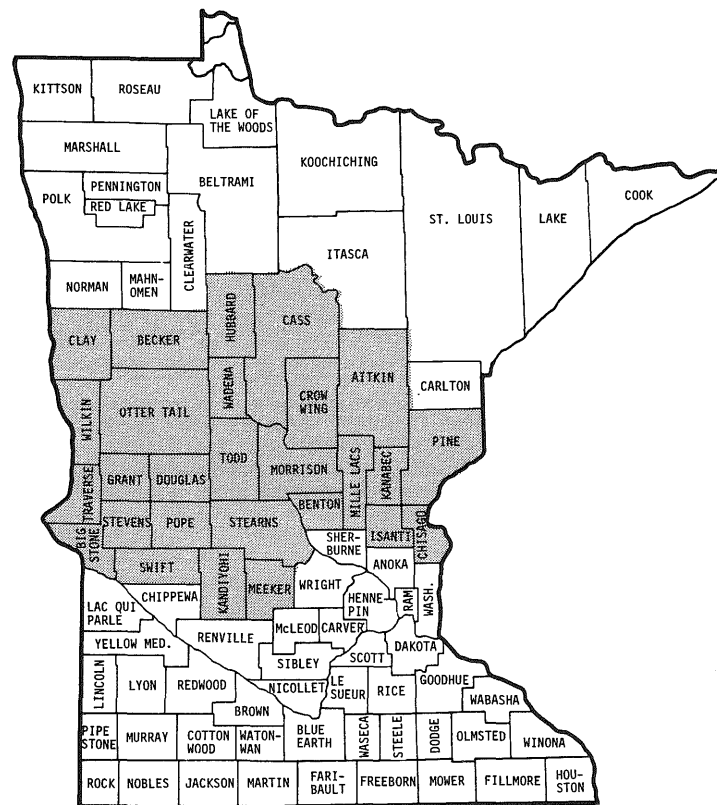 KITTSON
ROSEAU
LAKE OF
THE WOODS
MARSHALL
KOOCHICHING
BELTRAMI
PENNINGTON
RED LAKE
POLK
CLEARWATER
ST. LOUIS
LAKE
COOK
ITASCA
NORMAN
MAHN-
OMEN
HUBBARD
CASS
CLAY
BECKER
AITKIN
WADENA
CROW
WING
CARLTON
WILKIN
OTTER TAIL
PINE
TODD
MORRISON
MILLE LACS
KANABEC
TRAVERSE
GRANT
DOUGLAS
BENTON
STEVENS
POPE
STEARNS
ISANTI
CHISAGO
BIG
STONE
SHER-
BURNE
ANOKA
SWIFT
KANDIYOHI
MEEKER
WRIGHT
CHIPPEWA
HENNE
PIN
RAM
WASH.
LAC QUI
PARLE
RENVILLE
McLEOD
CARVER
YELLOW MED.
DAKOTA
SIBLEY
SCOTT
LINCOLN
LYON
REDWOOD
NICOLLET
LE
SUEUR
RICE
GOODHUE
WABASHA
BROWN
PIPE
STONE
MURRAY
COTTON
WOOD
WATON-
WAN
BLUE
EARTH
WASECA
STEELE
DODGE
OLMSTED
WINONA
ROCK
NOBLES
JACKSON
MARTIN
FARI-
BAULT
FREEBORN
MOWER
FILLMORE
HOU-
STON